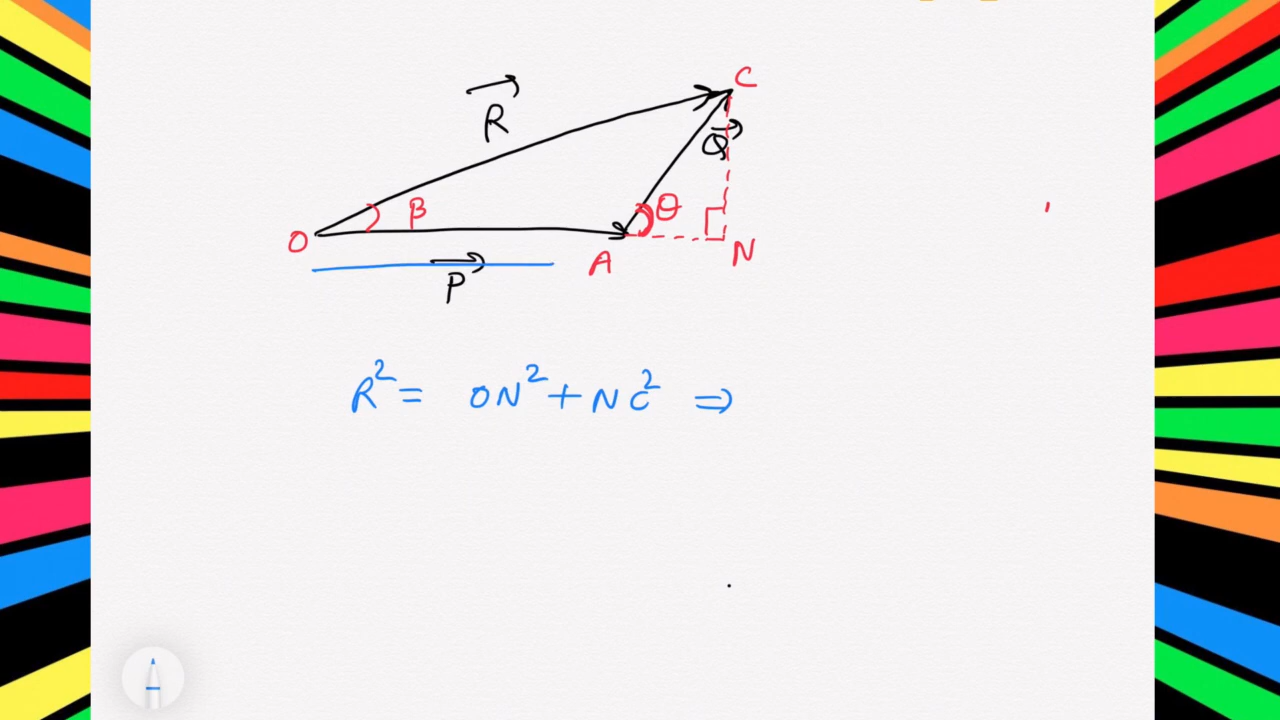 C
R
Q
β
θ
O
A
N
P
R² = ON² + NC² ⇒